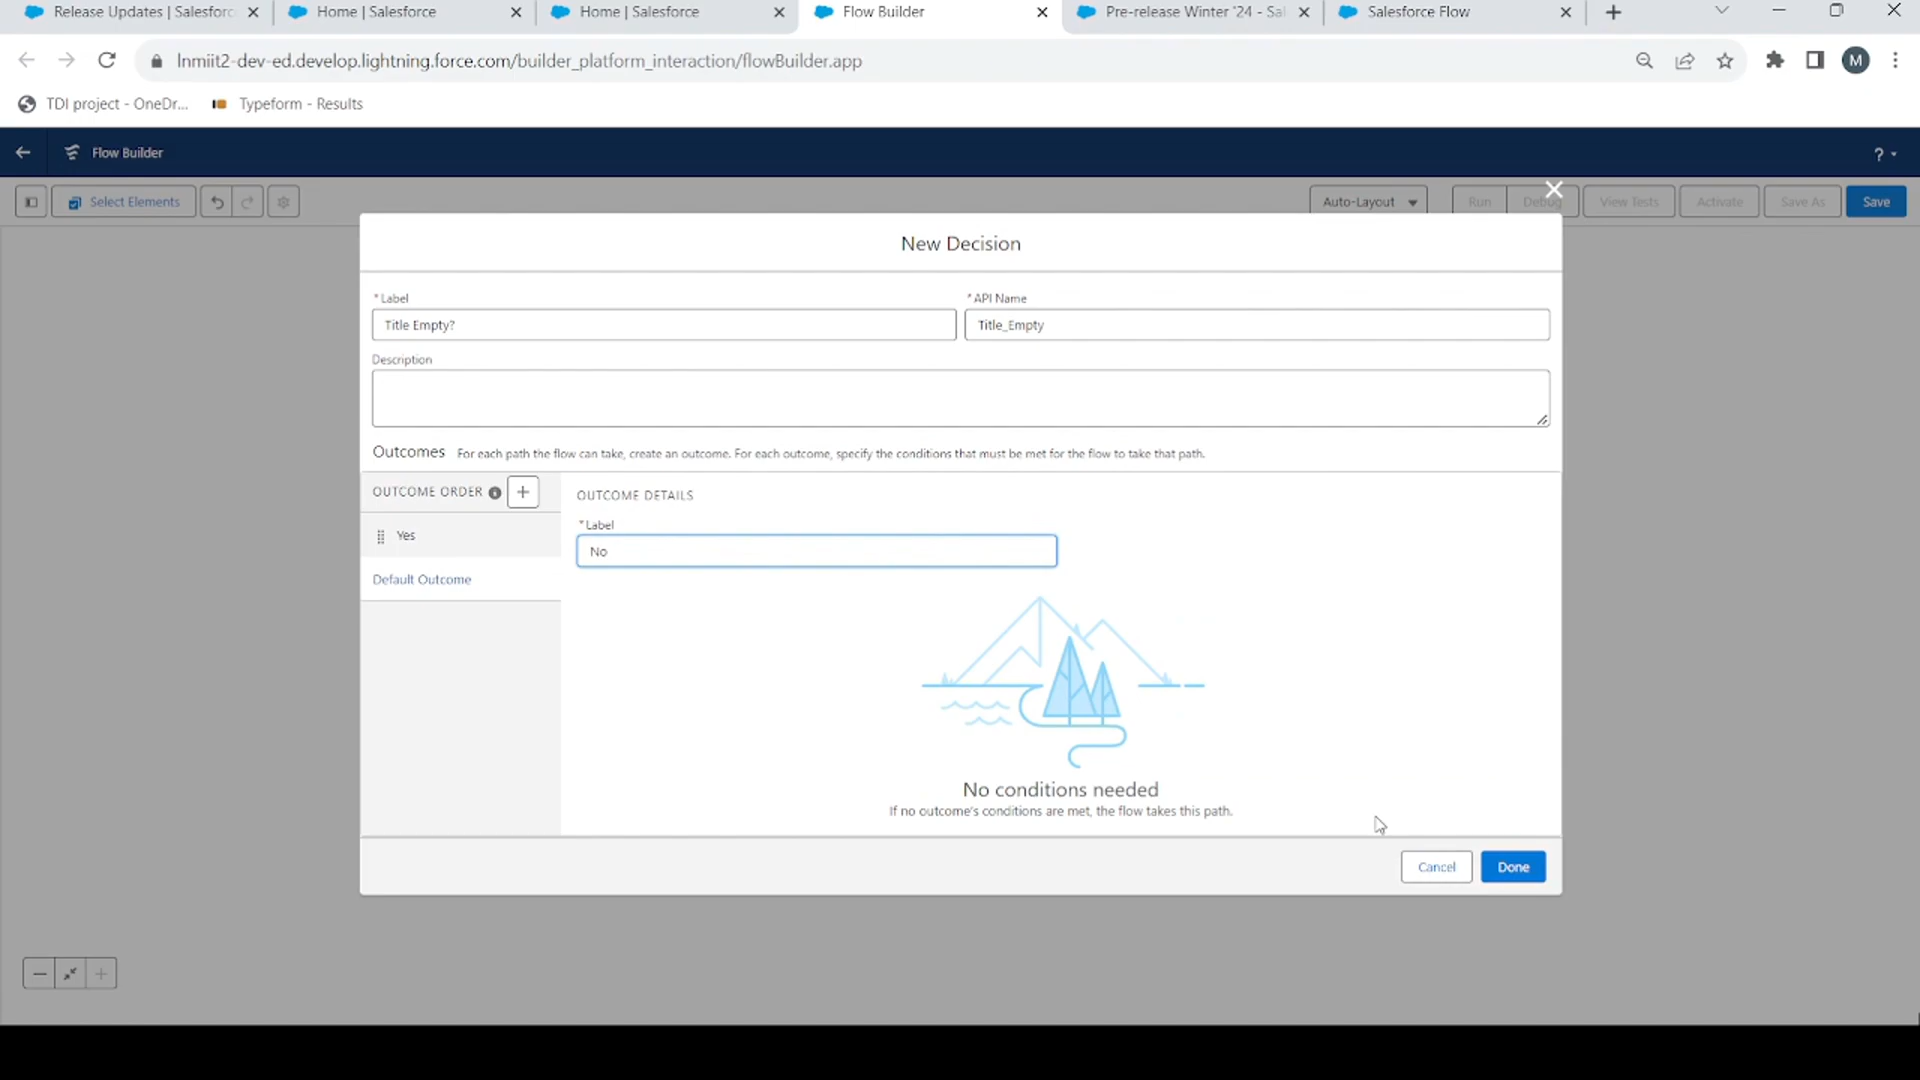 Release Updates | Salesforc
Home | Salesforce
Home | Salesforce
Flow Builder
Pre-release Winter '24 - Sal
Salesforce Flow
lnmiit2-dev-ed.develop.lightning.force.com/builder_platform_interaction/flowBuilder.app
M
TDI project - OneDr...
Typeform - Results
Flow Builder
?
Select Elements
Auto-Layout
Run
Debug
View Tests
Activate
Save As
Save
New Decision
* Label
* API Name
Title Empty?
Title_Empty
Description
Outcomes For each path the flow can take, create an outcome. For each outcome, specify the conditions that must be met for the flow to take that path.
OUTCOME ORDER
OUTCOME DETAILS
Yes
Default Outcome
* Label
No
No conditions needed
If no outcome's conditions are met, the flow takes this path.
Cancel
Done